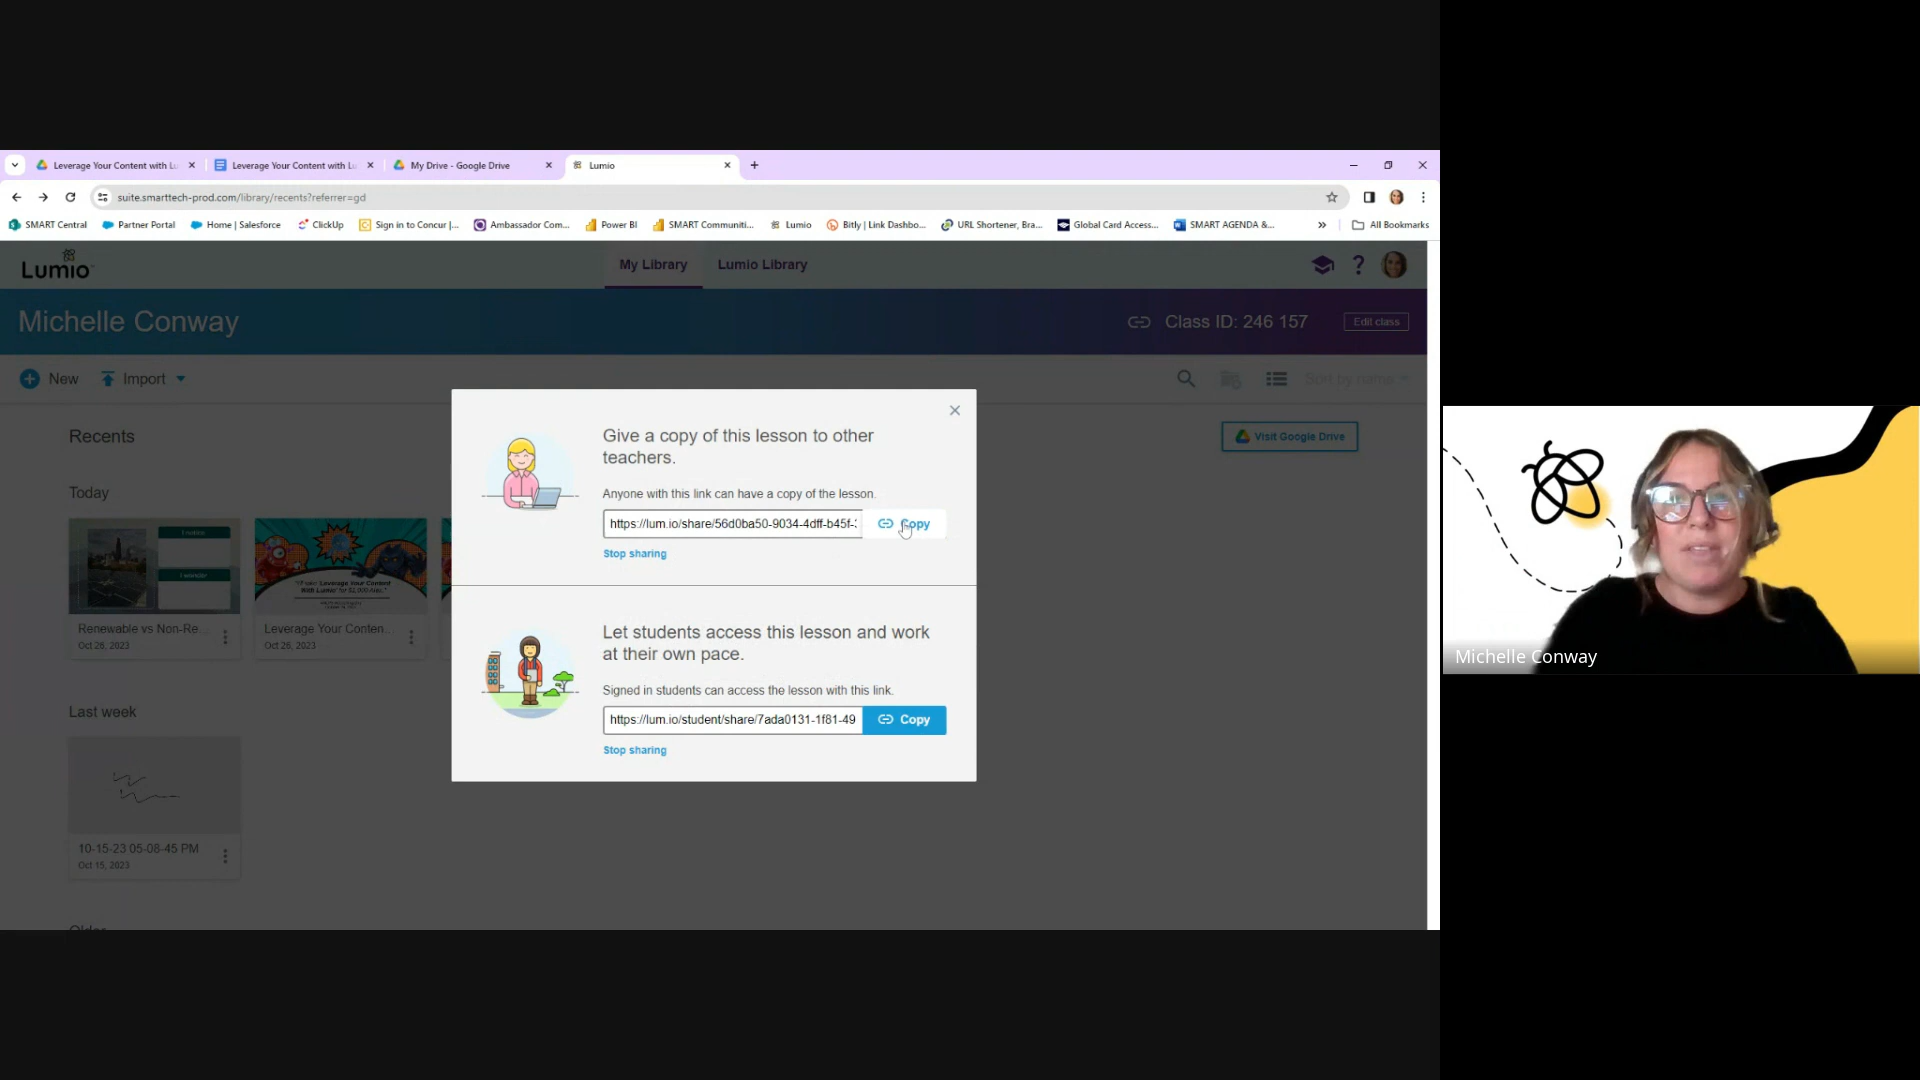 Leverage Your Content with Lu
Leverage Your Content with Lu
My Drive - Google Drive
Lumio
suite.smarttech-prod.com/library/recents?referrer=gd
SMART Central
Partner Portal
Home | Salesforce
ClickUp
Sign in to Concur |...
Ambassador Com...
Power BI
SMART Communiti...
Lumio
Bitly | Link Dashbo...
URL Shortener, Bra...
Global Card Access...
SMART AGENDA &...
»
All Bookmarks
Lumio
My Library
Lumio Library
?
Michelle Conway
Class ID: 246 157
Edit class
New
Import
Sort by name
Recents
Visit Google Drive
Today
I notice
I wonder
Renewable vs Non-Re...
Oct 26, 2023
Leverage Your Conten...
Oct 26, 2023
Last week
10-15-23 05-08-45 PM
Oct 15, 2023
Older
Give a copy of this lesson to other
teachers.
Anyone with this link can have a copy of the lesson.
https://lum.io/share/56d0ba50-9034-4dff-b45f-
Copy
Stop sharing
Let students access this lesson and work
at their own pace.
Signed in students can access the lesson with this link.
https://lum.io/student/share/7ada0131-1f81-49
Copy
Stop sharing
Michelle Conway